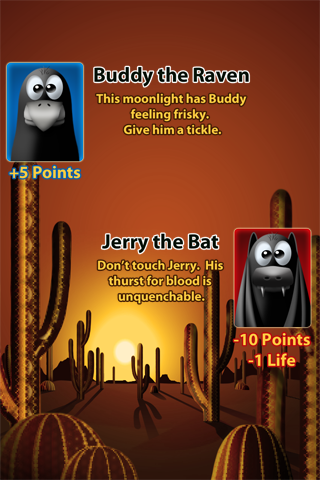 Buddy the Raven
This moonlight has Buddy
feeling frisky.
Give him a tickle.
+5 Points
Jerry the Bat
Don't touch Jerry.  His
thurst for blood is
unquenchable.
-10 Points
-1 Life